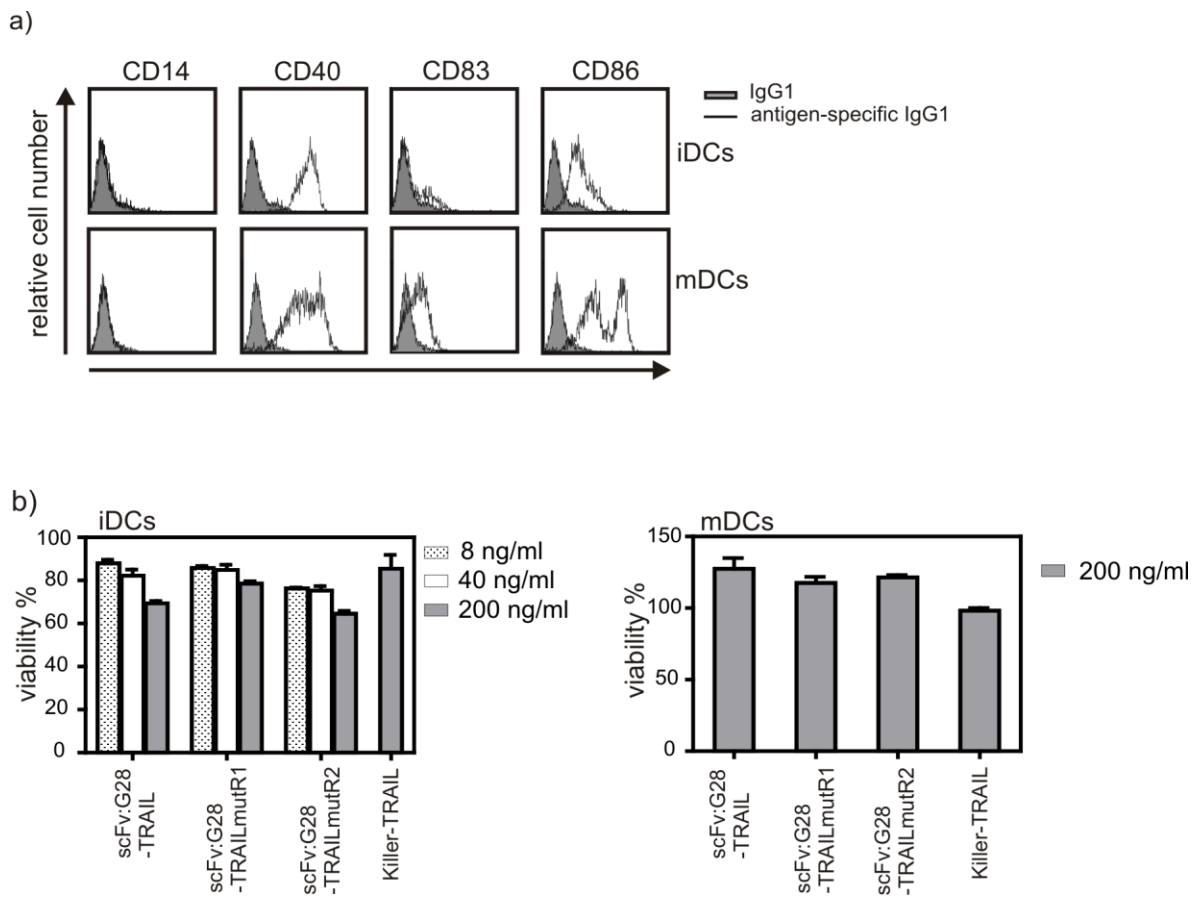 a)
CD14 CD40 CD83 CD86
IgG1
antigen-specific IgG1
iDCs
mDCs
relative cell number
b)
iDCs
100
80
60
40
20
0
viability %
8 ng/ml
40 ng/ml
200 ng/ml
scFv:G28
-TRAIL
scFv:G28
-TRAILmutR1
scFv:G28
-TRAILmutR2
Killer-TRAIL
mDCs
150
100
50
0
viability %
200 ng/ml
scFv:G28
-TRAIL
scFv:G28
-TRAILmutR1
scFv:G28
-TRAILmutR2
Killer-TRAIL